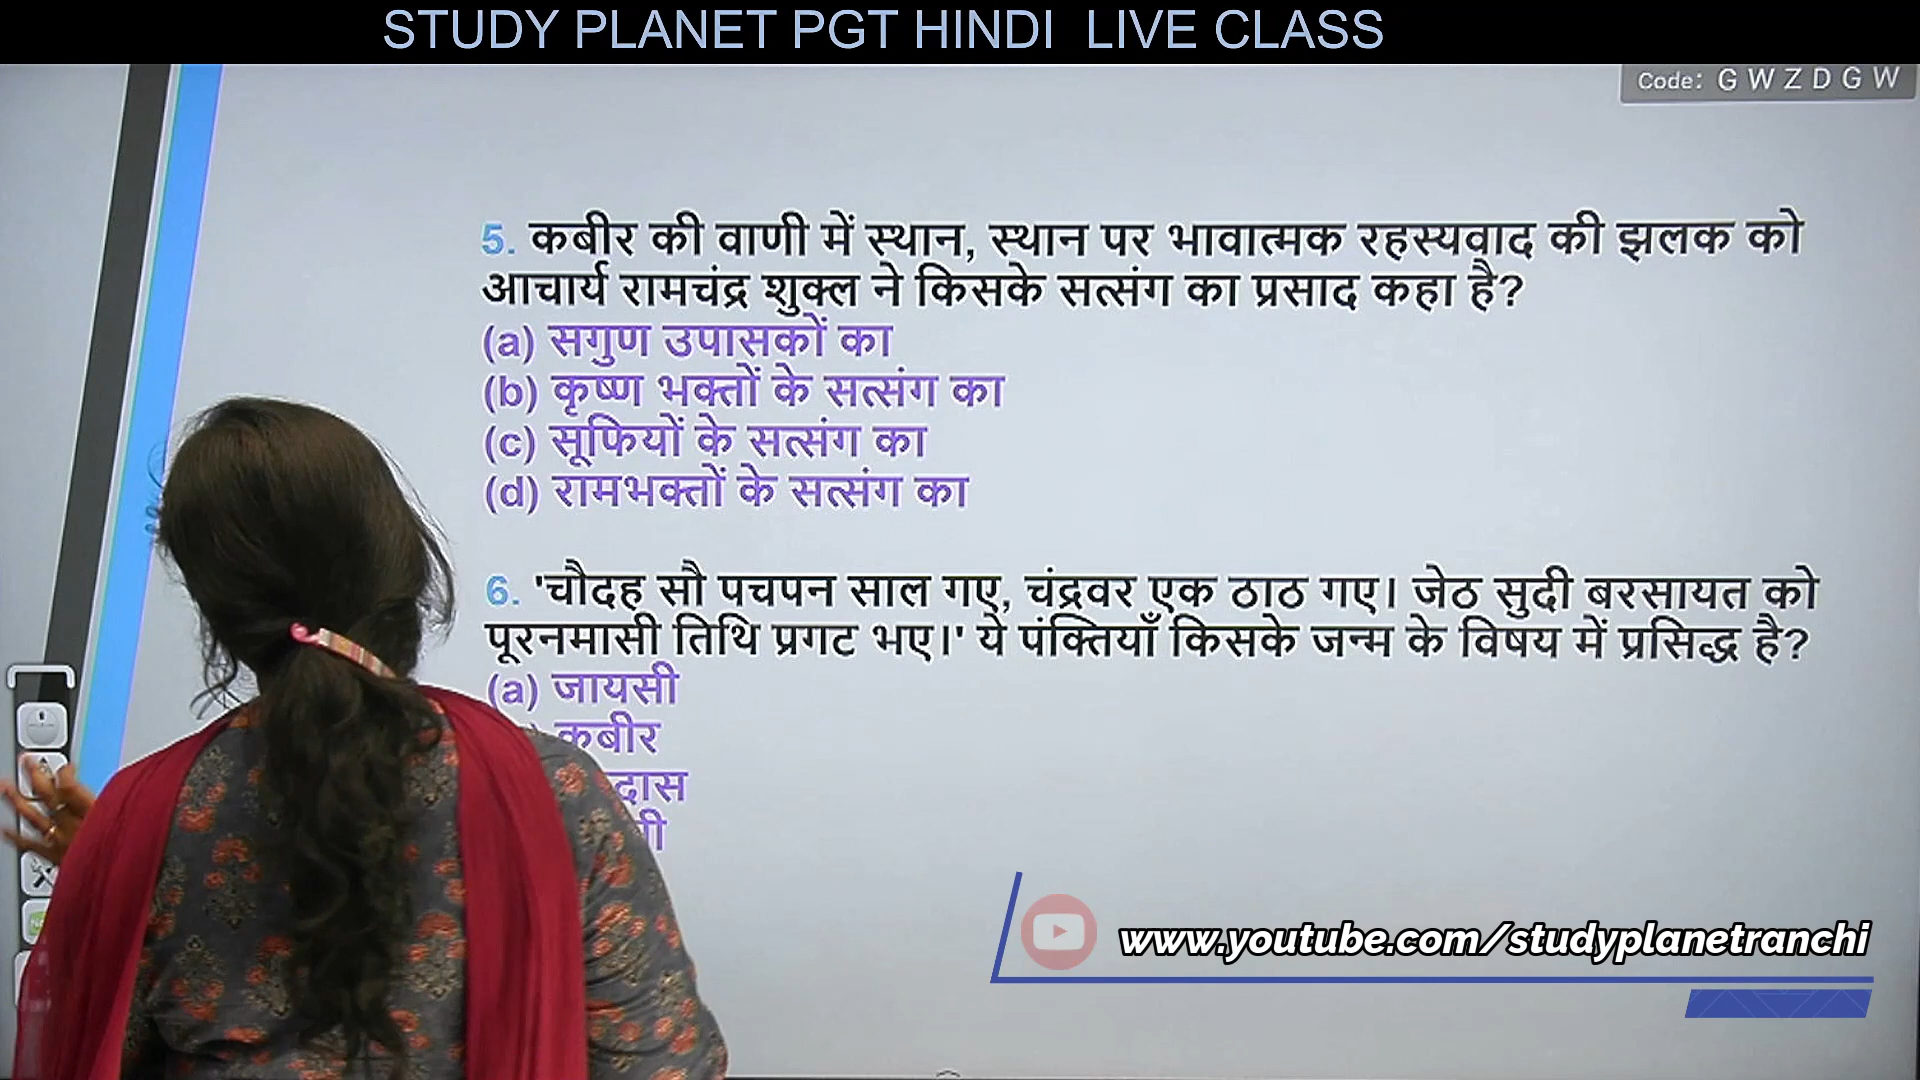 STUDY PLANET PGT HINDI LIVE CLASS
Code: G W Z D G W
5. कबीर की वाणी में स्थान, स्थान पर भावात्मक रहस्यवाद की झलक को
आचार्य रामचंद्र शुक्ल ने किसके सत्संग का प्रसाद कहा है?
(a) सगुण उपासकों का
(b) कृष्ण भक्तों के सत्संग का
(c) सूफियों के सत्संग का
(d) रामभक्तों के सत्संग का
6. 'चौदह सौ पचपन साल गए, चंद्रवर एक ठाठ गए। जेठ सुदी बरसायत को
पूरनमासी तिथि प्रगट भए।' ये पंक्तियाँ किसके जन्म के विषय में प्रसिद्ध है?
(a) जायसी
कबीर
www.youtube.com/studyplanetranchi